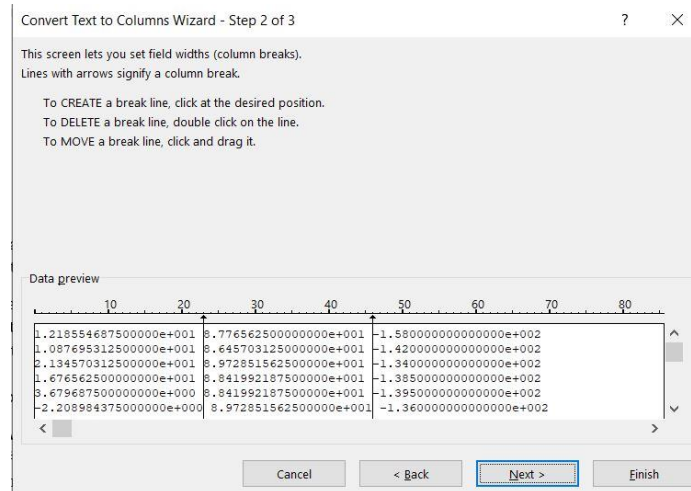 Convert Text to Columns Wizard - Step 2 of 3 ? ×
This screen lets you set field widths (column breaks).
Lines with arrows signify a column break.
To CREATE a break line, click at the desired position.
To DELETE a break line, double click on the line.
To MOVE a break line, click and drag it.
Data preview
10 20 30 40 50 60 70 80
1.218554687500000e+001 8.776562500000000e+001 -1.580000000000000e+002
1.087695312500000e+001 8.645703125000000e+001 -1.420000000000000e+002
2.134570312500000e+001 8.972851562500000e+001 -1.340000000000000e+002
1.676562500000000e+001 8.841992187500000e+001 -1.385000000000000e+002
3.679687500000000e+000 8.841992187500000e+001 -1.395000000000000e+002
-2.208984375000000e+000 8.972851562500000e+001 -1.360000000000000e+002
Cancel < Back Next > Finish